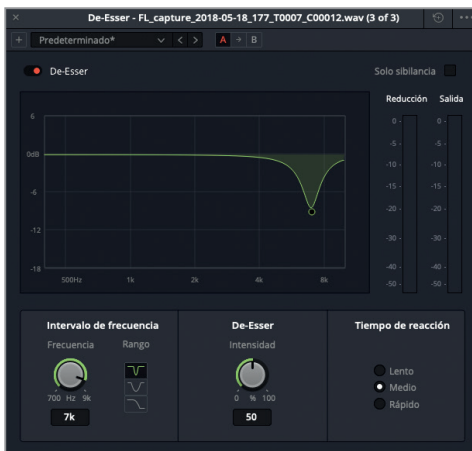 De-Esser - FL_capture_2018-05-18_177_T0007_C00012.wav (3 of 3)
Predeterminado* A B
De-Esser Solo sibilancia
Reducción Salida
6 0 - 0 -
-5 - -5 -
0dB -10 - -10 -
-15 - -15 -
-6 -20 - -20 -
-12 -30 - -30 -
-40 - -40 -
-18 -50 - -50 -
500Hz 1k 2k 4k 8k
Intervalo de frecuencia De-Esser Tiempo de reacción
Frecuencia Rango Intensidad
Lento
700 Hz 9k 0 % 100 Medio
7k 50 Rápido